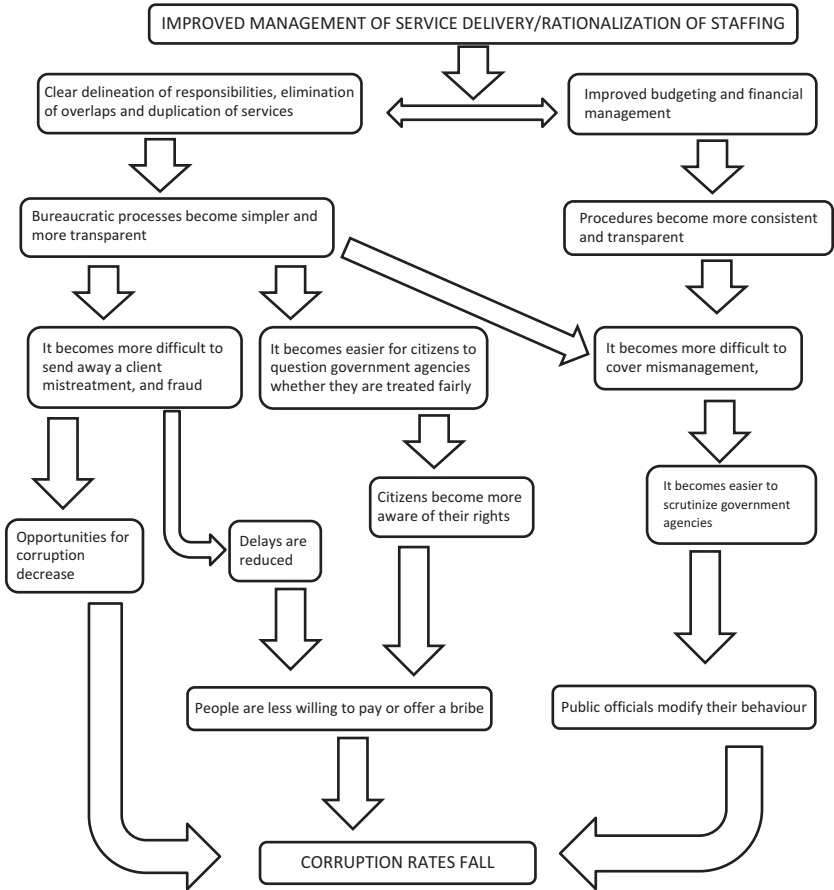 IMPROVED MANAGEMENT OF SERVICE DELIVERY/RATIONALIZATION OF STAFFING
Clear delineation of responsibilities, elimination
of overlaps and duplication of services
Improved budgeting and financial
management
Bureaucratic processes become simpler and
more transparent
Procedures become more consistent
and transparent
It becomes more difficult to
send away a client
mistreatment, and fraud
It becomes easier for citizens to
question government agencies
whether they are treated fairly
It becomes more difficult to
cover mismanagement,
Citizens become more
aware of their rights
It becomes easier to
scrutinize government
agencies
Opportunities for
corruption
decrease
Delays are
reduced
People are less willing to pay or offer a bribe
Public officials modify their behaviour
CORRUPTION RATES FALL